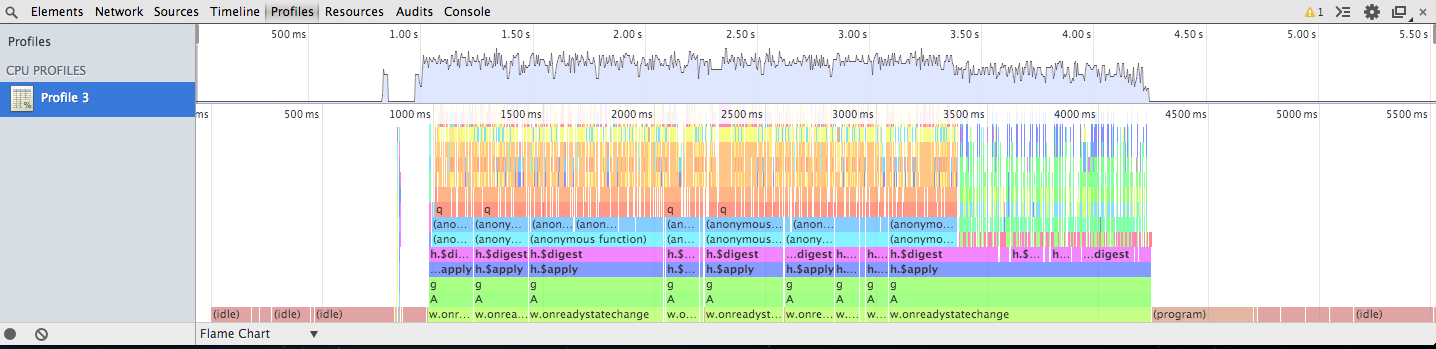 Elements Network Sources Timeline Profiles Resources Audits Console 1
Profiles
CPU PROFILES
Profile 3
500 ms 1.00 s 1.50 s 2.00 s 2.50 s 3.00 s 3.50 s 4.00 s 4.50 s 5.00 s 5.50 s
ms 500 ms 1000 ms 1500 ms 2000 ms 2500 ms 3000 ms 3500 ms 4000 ms 4500 ms 5000 ms 5500 ms
q q q q
(ano... (anony... (anon... (anon... (an... (anonymous... (anon... (anonymo...
(ano... (anony... (anonymous function) (an... (anonymous... (anony... (anonymo...
h.$di... h.$digest h.$digest h.$... h.$digest ...digest h.... h.... h.$digest h.$... h... ...digest
...apply h.$apply h.$apply h.$... h.$apply h.$apply h.... h.... h.$apply
g g g g g g g g g
A A A A A A A A A
(idle) (idle) (idle) w.onr... w.onrea... w.onreadystatechange w.o... w.onreadyst... w.onrea... w.... w.... w.onreadystatechange (program) (idle)
Flame Chart